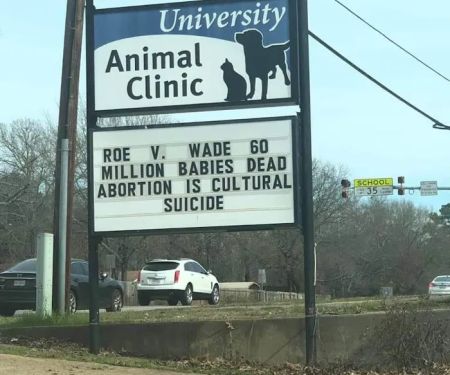 University
Animal
Clinic
ROE V. WADE 60
MILLION BABIES DEAD
ABORTION IS CULTURAL
SUICIDE
SCHOOL
35